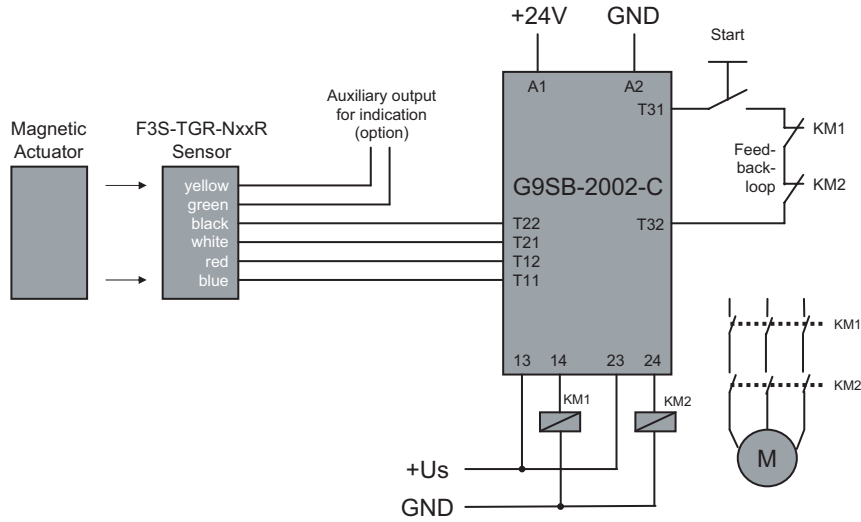 +24V
GND
Start
A1
A2
T31
Auxiliary output
for indication
(option)
Magnetic
Actuator
F3S-TGR-NxxR
Sensor
KM1
Feed-
back-
loop
KM2
yellow
green
black
white
red
blue
G9SB-2002-C
T22
T21
T12
T11
T32
13
14
23
24
KM1
KM2
KM1
KM2
M
+Us
GND